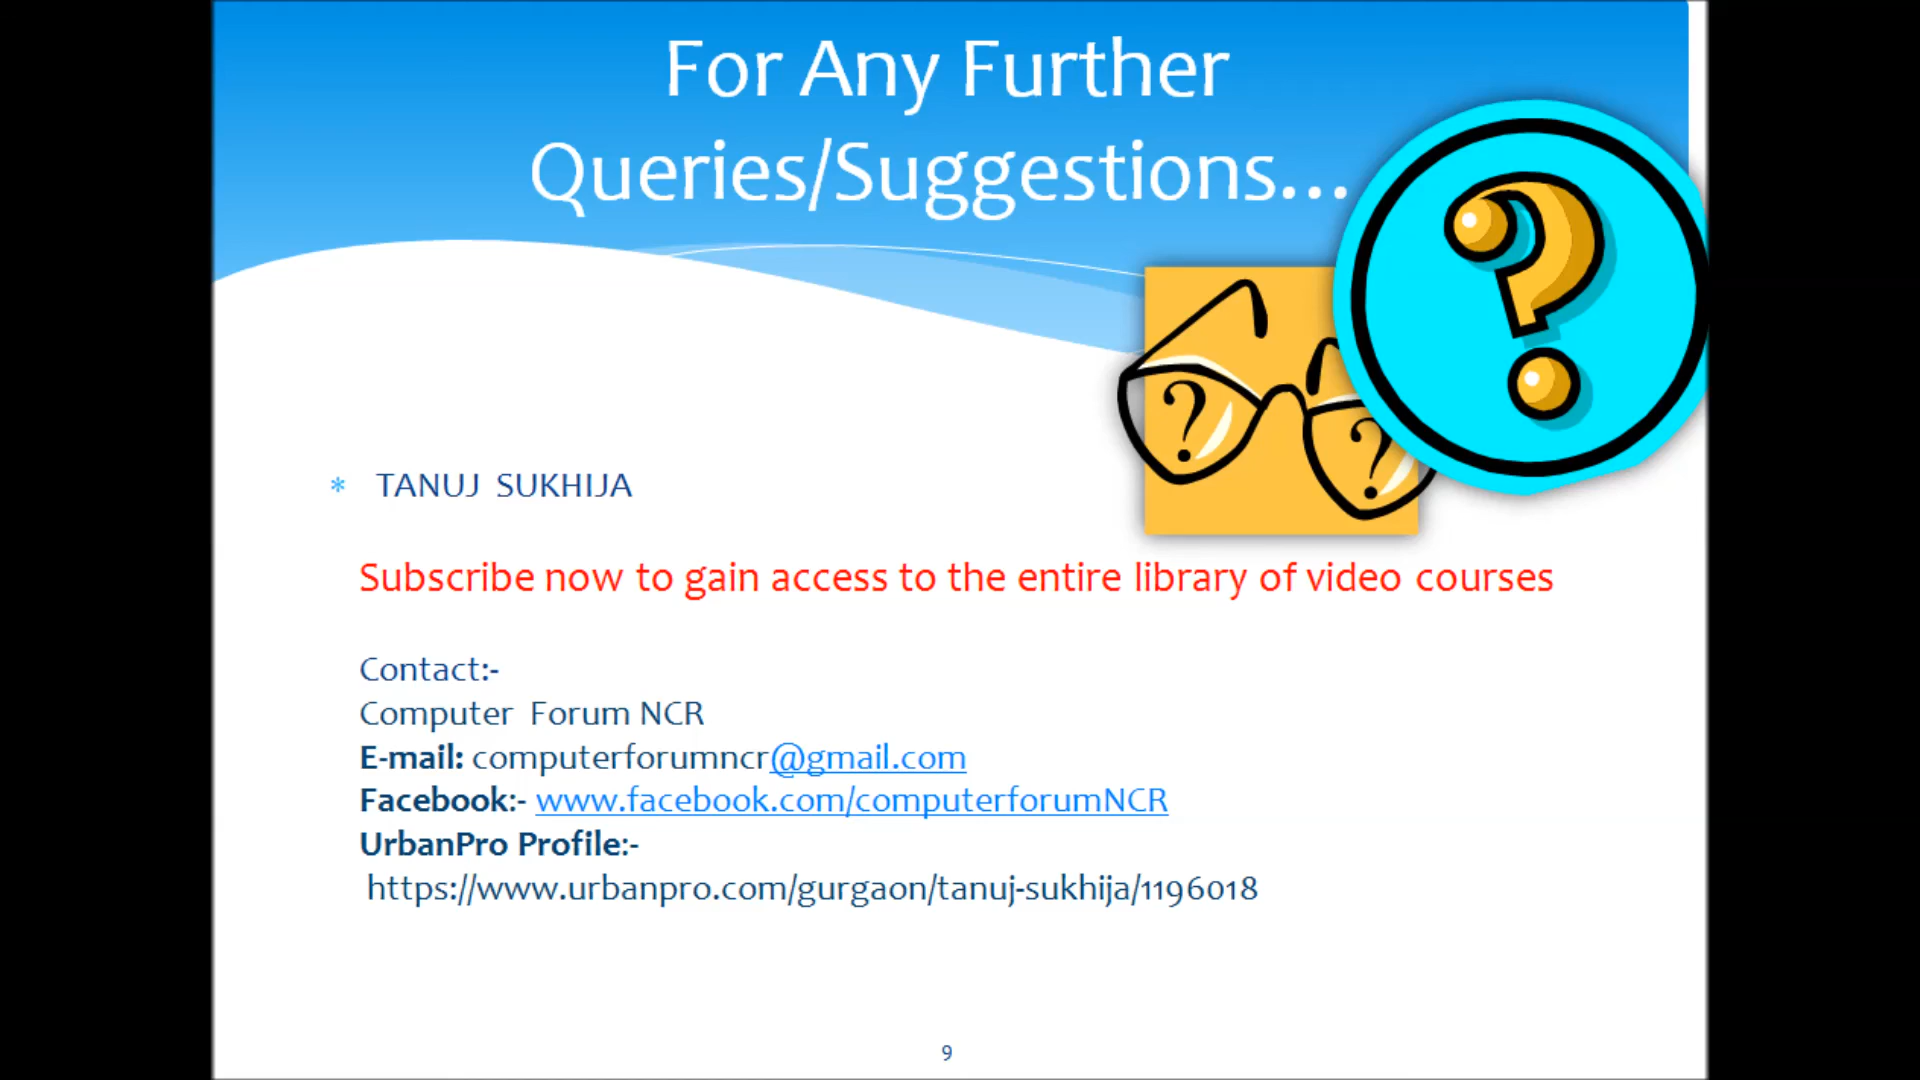 For Any Further
Queries/Suggestions...
? ? ?
* TANUJ SUKHIJA
Subscribe now to gain access to the entire library of video courses
Contact:-
Computer Forum NCR
E-mail: computerforumncr@gmail.com
Facebook:- www.facebook.com/computerforumNCR
UrbanPro Profile:-
https://www.urbanpro.com/gurgaon/tanuj-sukhija/1196018
9